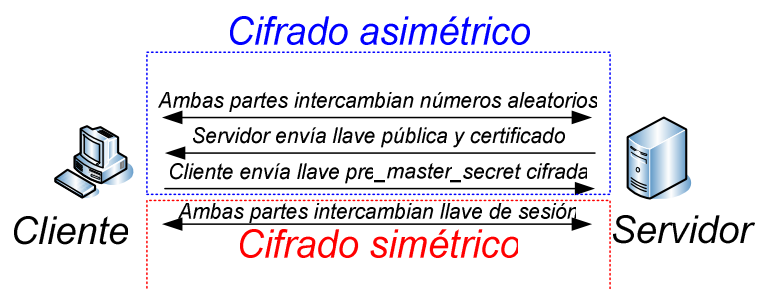 Cifrado asimétrico
Ambas partes intercambian números aleatorios
Servidor envía llave pública y certificado
Cliente envía llave pre_master_secret cifrada
Ambas partes intercambian llave de sesión
Cliente
Servidor
Cifrado simétrico